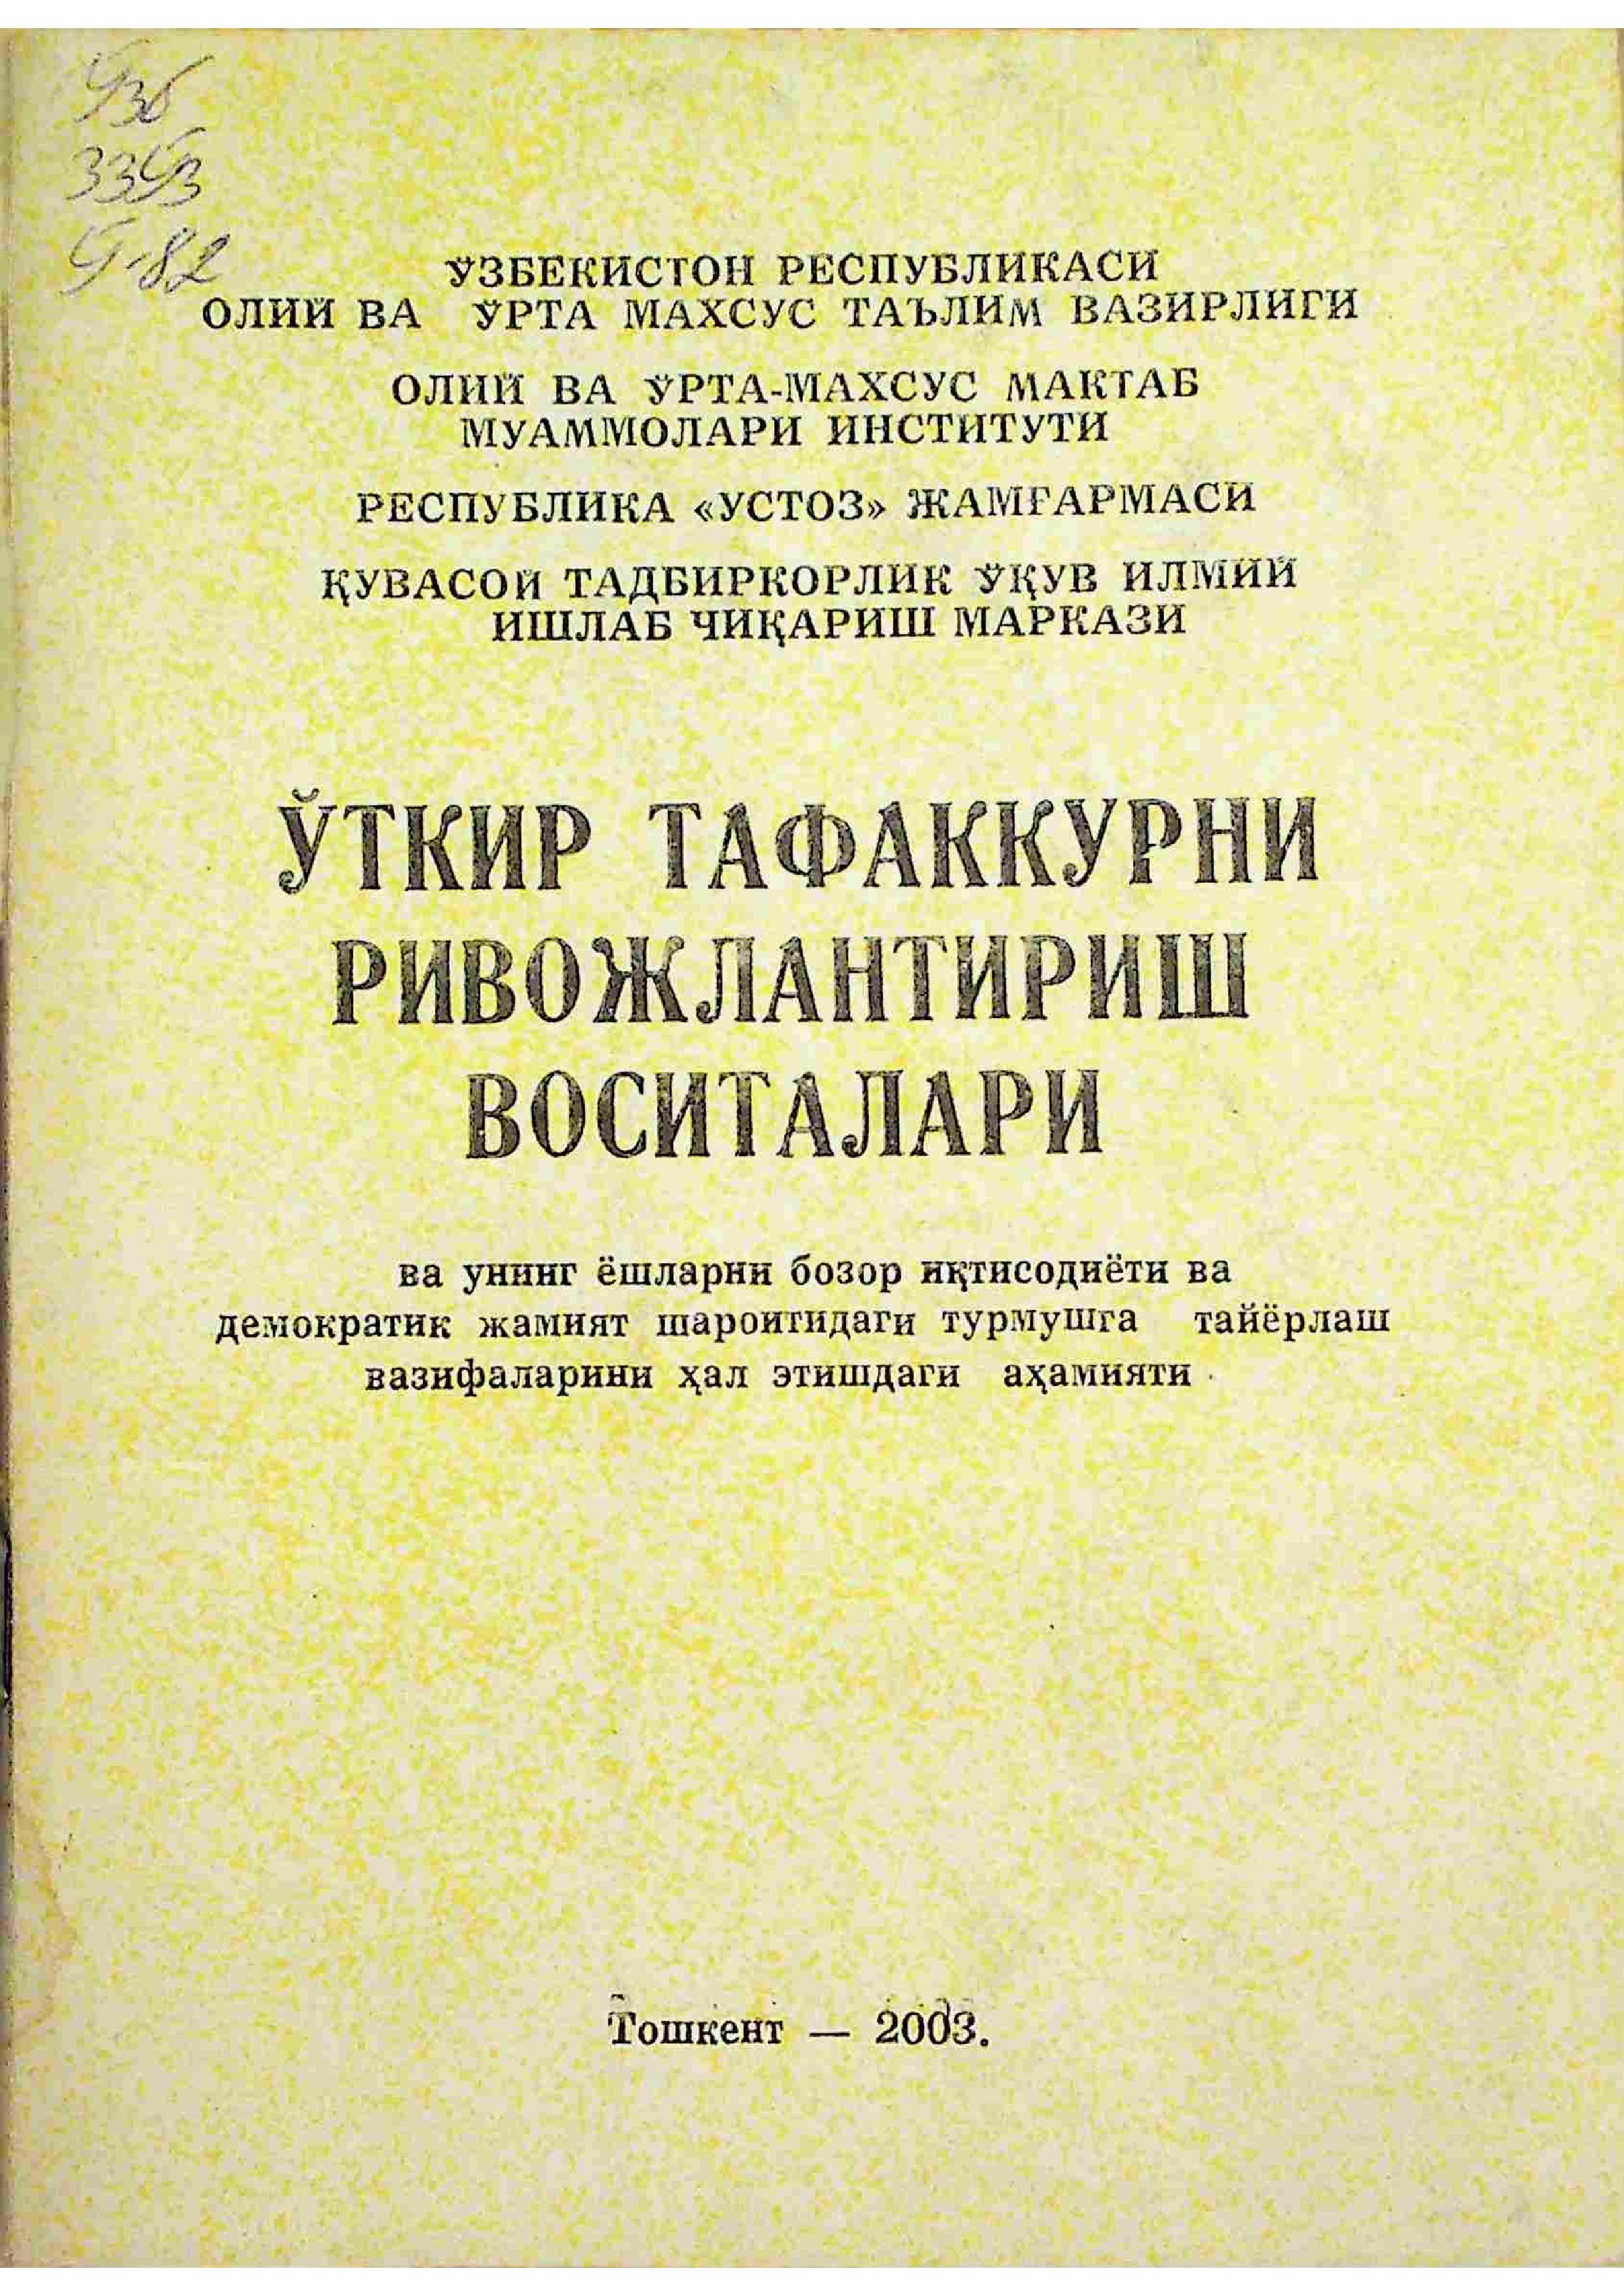 ЎЗБЕКИСТОН РЕСПУБЛИКАСИ
ОЛИЙ ВА ЎРТА МАХСУС ТАЪЛИМ ВАЗИРЛИГИ
ОЛИЙ ВА ЎРТА-МАХСУС МАКТАБ
МУАММОЛАРИ ИНСТИТУТИ
РЕСПУБЛИКА «УСТОЗ» ЖАМҒАРМАСИ
ҚУВАСОЙ ТАДБИРКОРЛИК ЎҚУВ ИЛМИЙ
ИШЛАБ ЧИҚАРИШ МАРКАЗИ
ЎТКИР ТАФАККУРНИ
РИВОЖЛАНТИРИШ
ВОСИТАЛАРИ
ва унинг ёшларни бозор иқтисодиёти ва
демократик жамият шароитидаги турмушга тайёрлаш
вазифаларини ҳал этишдаги аҳамияти
Тошкент — 2003.